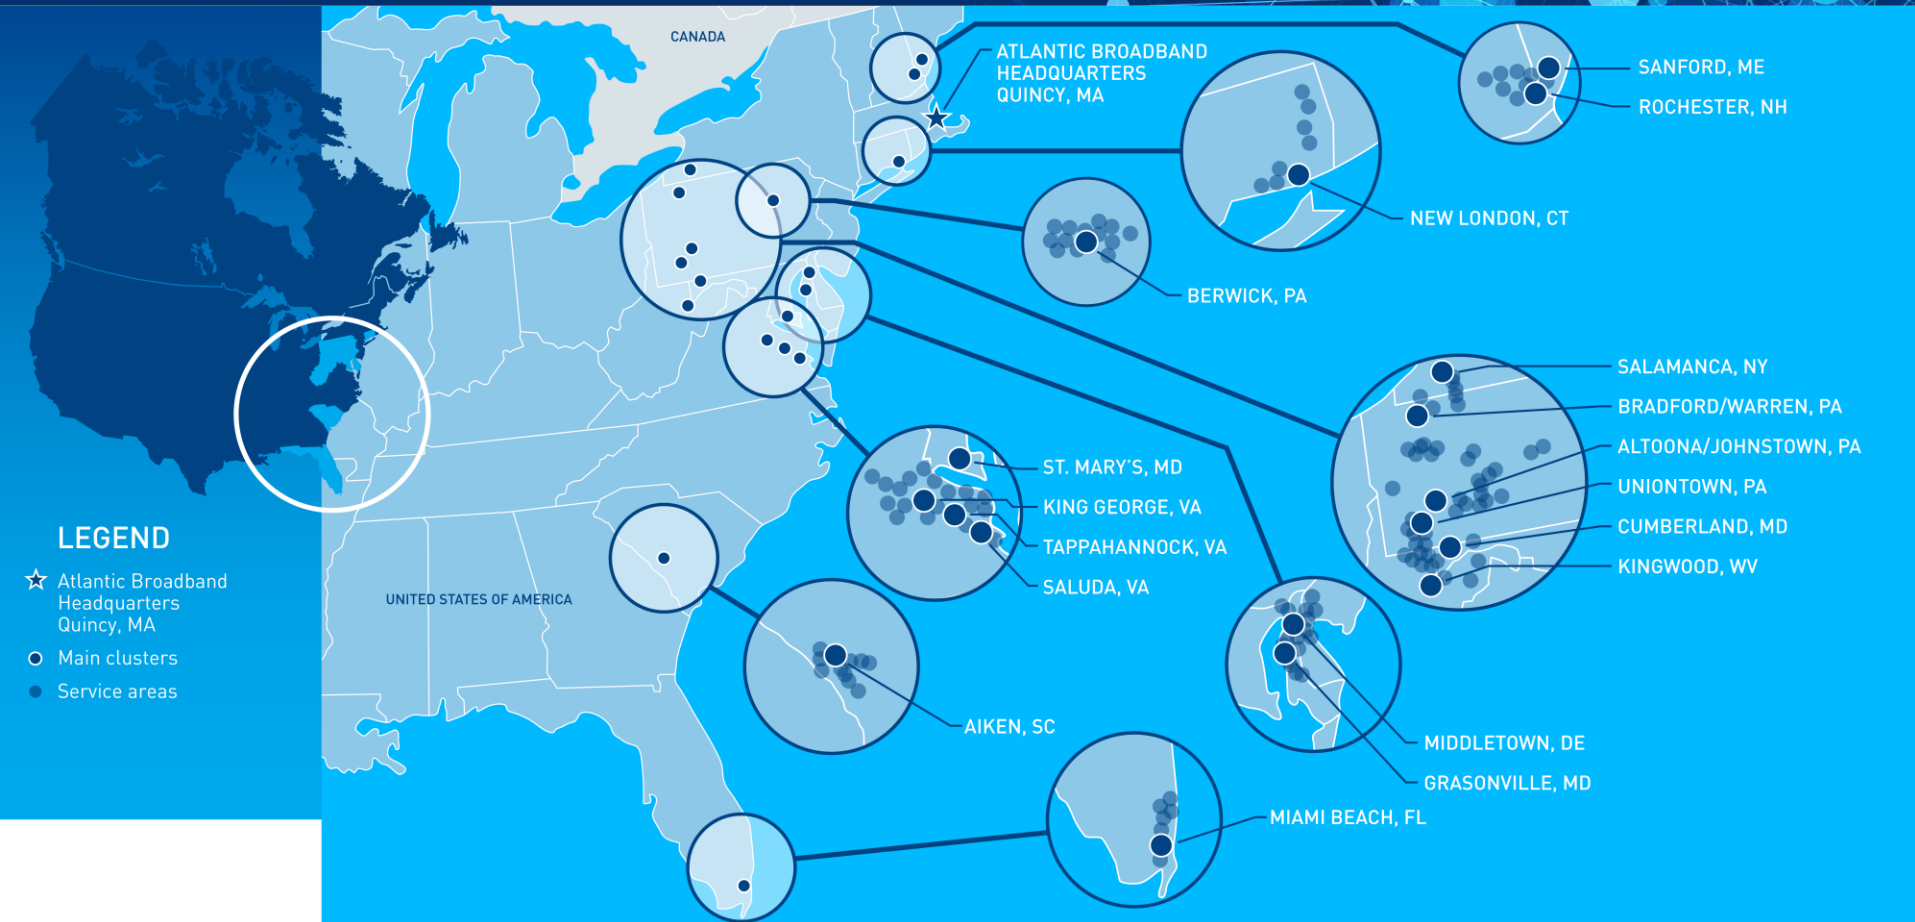 CANADA
ATLANTIC BROADBAND
HEADQUARTERS
QUINCY, MA
SANFORD, ME
ROCHESTER, NH
NEW LONDON, CT
BERWICK, PA
SALAMANCA, NY
BRADFORD/WARREN, PA
ALTOONA/JOHNSTOWN, PA
UNIONTOWN, PA
CUMBERLAND, MD
KINGWOOD, WV
ST. MARY'S, MD
KING GEORGE, VA
TAPPAHANNOCK, VA
SALUDA, VA
LEGEND
Atlantic Broadband
Headquarters
Quincy, MA
Main clusters
Service areas
UNITED STATES OF AMERICA
AIKEN, SC
MIDDLETOWN, DE
GRASONVILLE, MD
MIAMI BEACH, FL